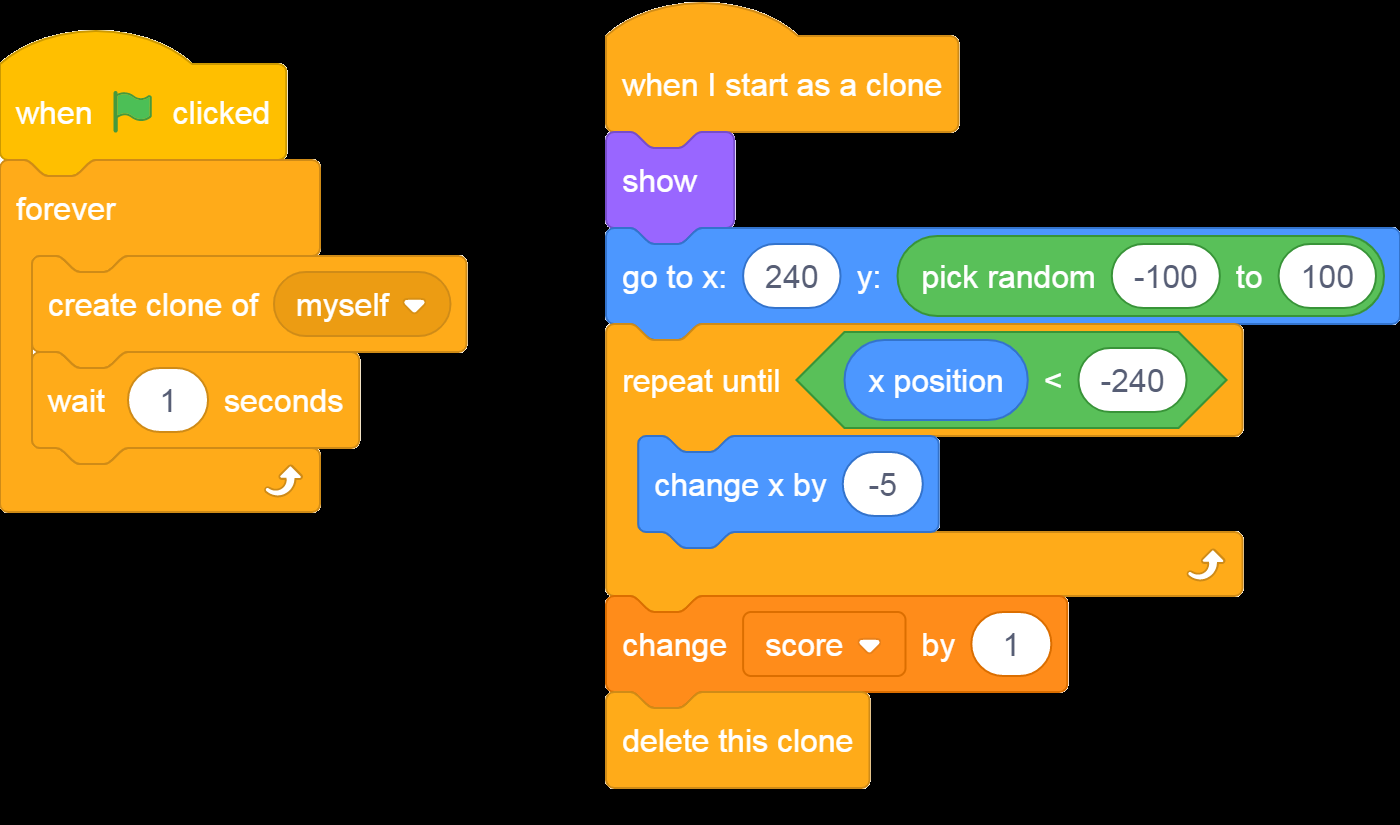 when clicked
forever
create clone of myself
wait 1 seconds
when I start as a clone
show
go to x: 240 y: pick random -100 to 100
repeat until x position < -240
change x by -5
change score by 1
delete this clone